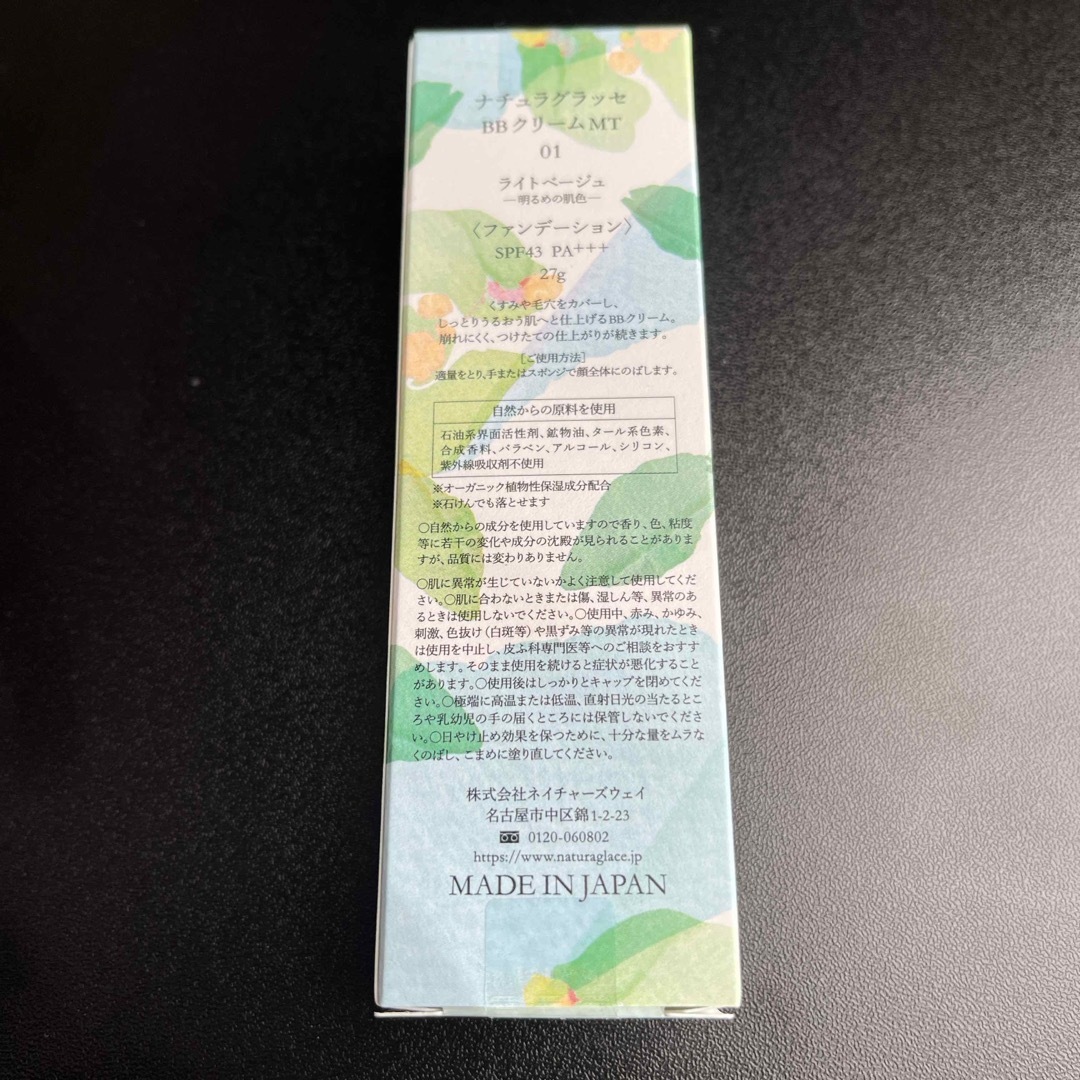 ナチュラグラッセ
BBクリームMT
01
ライトベージュ
―明るめの肌色―
〈ファンデーション〉
SPF43 PA+++
27g
くすみや毛穴をカバーし、
しっとりうるおう肌へと仕上げるBBクリーム。
崩れにくく、つけたての仕上がりが続きます。
［ご使用方法］
適量をとり、手またはスポンジで顔全体にのばします。
自然からの原料を使用
石油系界面活性剤、鉱物油、タール系色素、
合成香料、パラベン、アルコール、シリコン、
紫外線吸収剤不使用
※オーガニック植物性保湿成分配合
※石けんでも落とせます
○自然からの成分を使用していますので香り、色、粘度
等に若干の変化や成分の沈殿が見られることがありま
すが、品質には変わりありません。
○肌に異常が生じていないかよく注意して使用してくだ
さい。○肌に合わないときまたは傷、湿しん等、異常のあ
るときは使用しないでください。○使用中、赤み、かゆみ、
刺激、色抜け（白斑等）や黒ずみ等の異常が現れたとき
は使用を中止し、皮ふ科専門医等へのご相談をおすす
めします。そのまま使用を続けると症状が悪化すること
があります。○使用後はしっかりとキャップを閉めてくだ
さい。○極端に高温または低温、直射日光の当たるとこ
ろや乳幼児の手の届くところには保管しないでくださ
い。○日やけ止め効果を保つために、十分な量をムラな
くのばし、こまめに塗り直してください。
株式会社ネイチャーズウェイ
名古屋市中区錦1-2-23
0120-060802
https://www.naturaglace.jp
MADE IN JAPAN